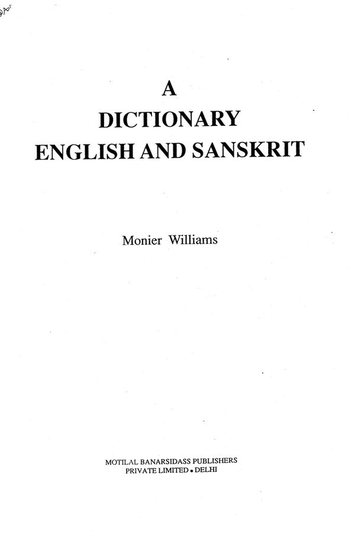 A
DICTIONARY
ENGLISH AND SANSKRIT
Monier Williams
MOTILAL BANARSIDASS PUBLISHERS
PRIVATE LIMITED • DELHI